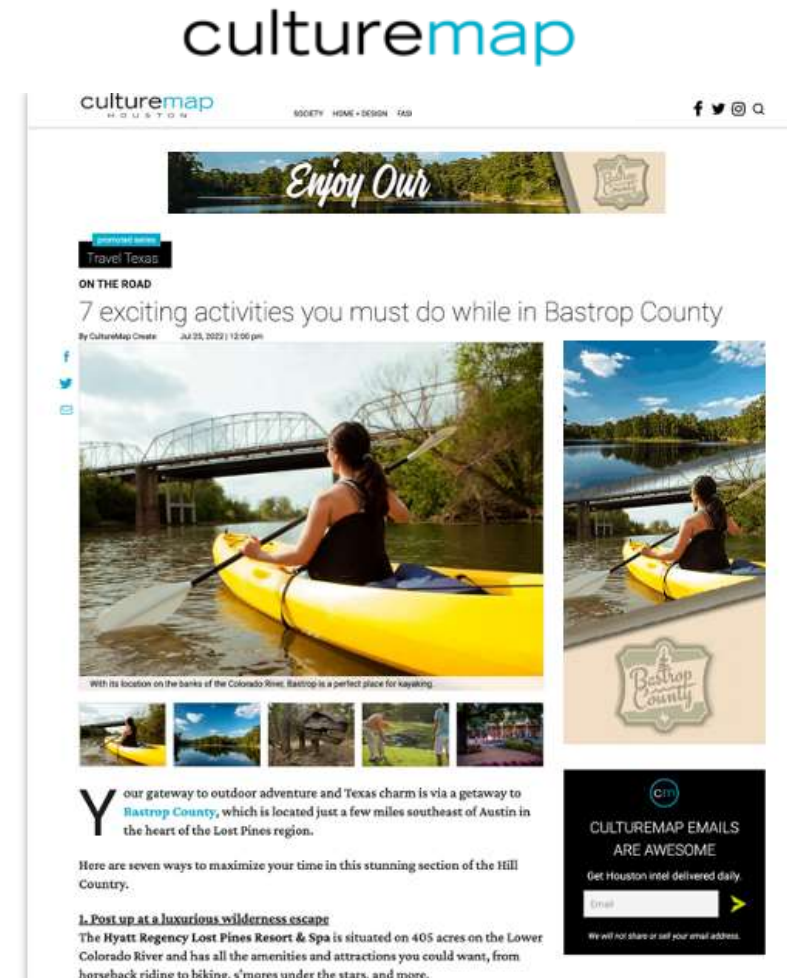 culturemap
culturemap
HOUSTON
SOCIETY HOME + DESIGN FASI
Enjoy Our
Bastrop
County
promoted series
Travel Texas
ON THE ROAD
7 exciting activities you must do while in Bastrop County
By CultureMap Create Jul 25, 2022 | 12:00 pm
With its location on the banks of the Colorado River, Bastrop is a perfect place for kayaking.
Bastrop
County
Your gateway to outdoor adventure and Texas charm is via a getaway to
Bastrop County, which is located just a few miles southeast of Austin in
the heart of the Lost Pines region.
Here are seven ways to maximize your time in this stunning section of the Hill
Country.
1. Post up at a luxurious wilderness escape
The Hyatt Regency Lost Pines Resort & Spa is situated on 405 acres on the Lower
Colorado River and has all the amenities and attractions you could want, from
horseback riding to biking, s'mores under the stars, and more.
cm
CULTUREMAP EMAILS
ARE AWESOME
Get Houston intel delivered daily.
Email
We will not share or sell your email address.